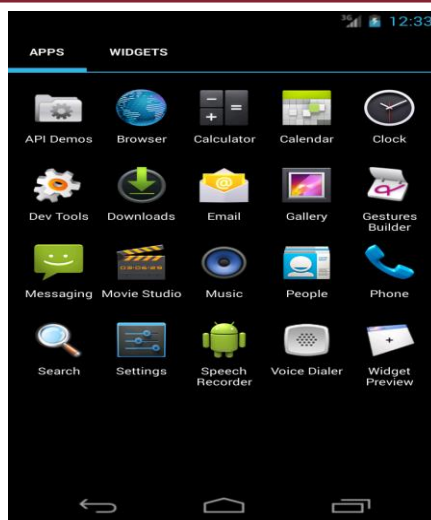 3G 12:33
APPS WIDGETS
API Demos Browser Calculator Calendar Clock
Dev Tools Downloads Email Gallery Gestures
Builder
Messaging Movie Studio Music People Phone
Search Settings Speech Voice Dialer Widget
Recorder Preview